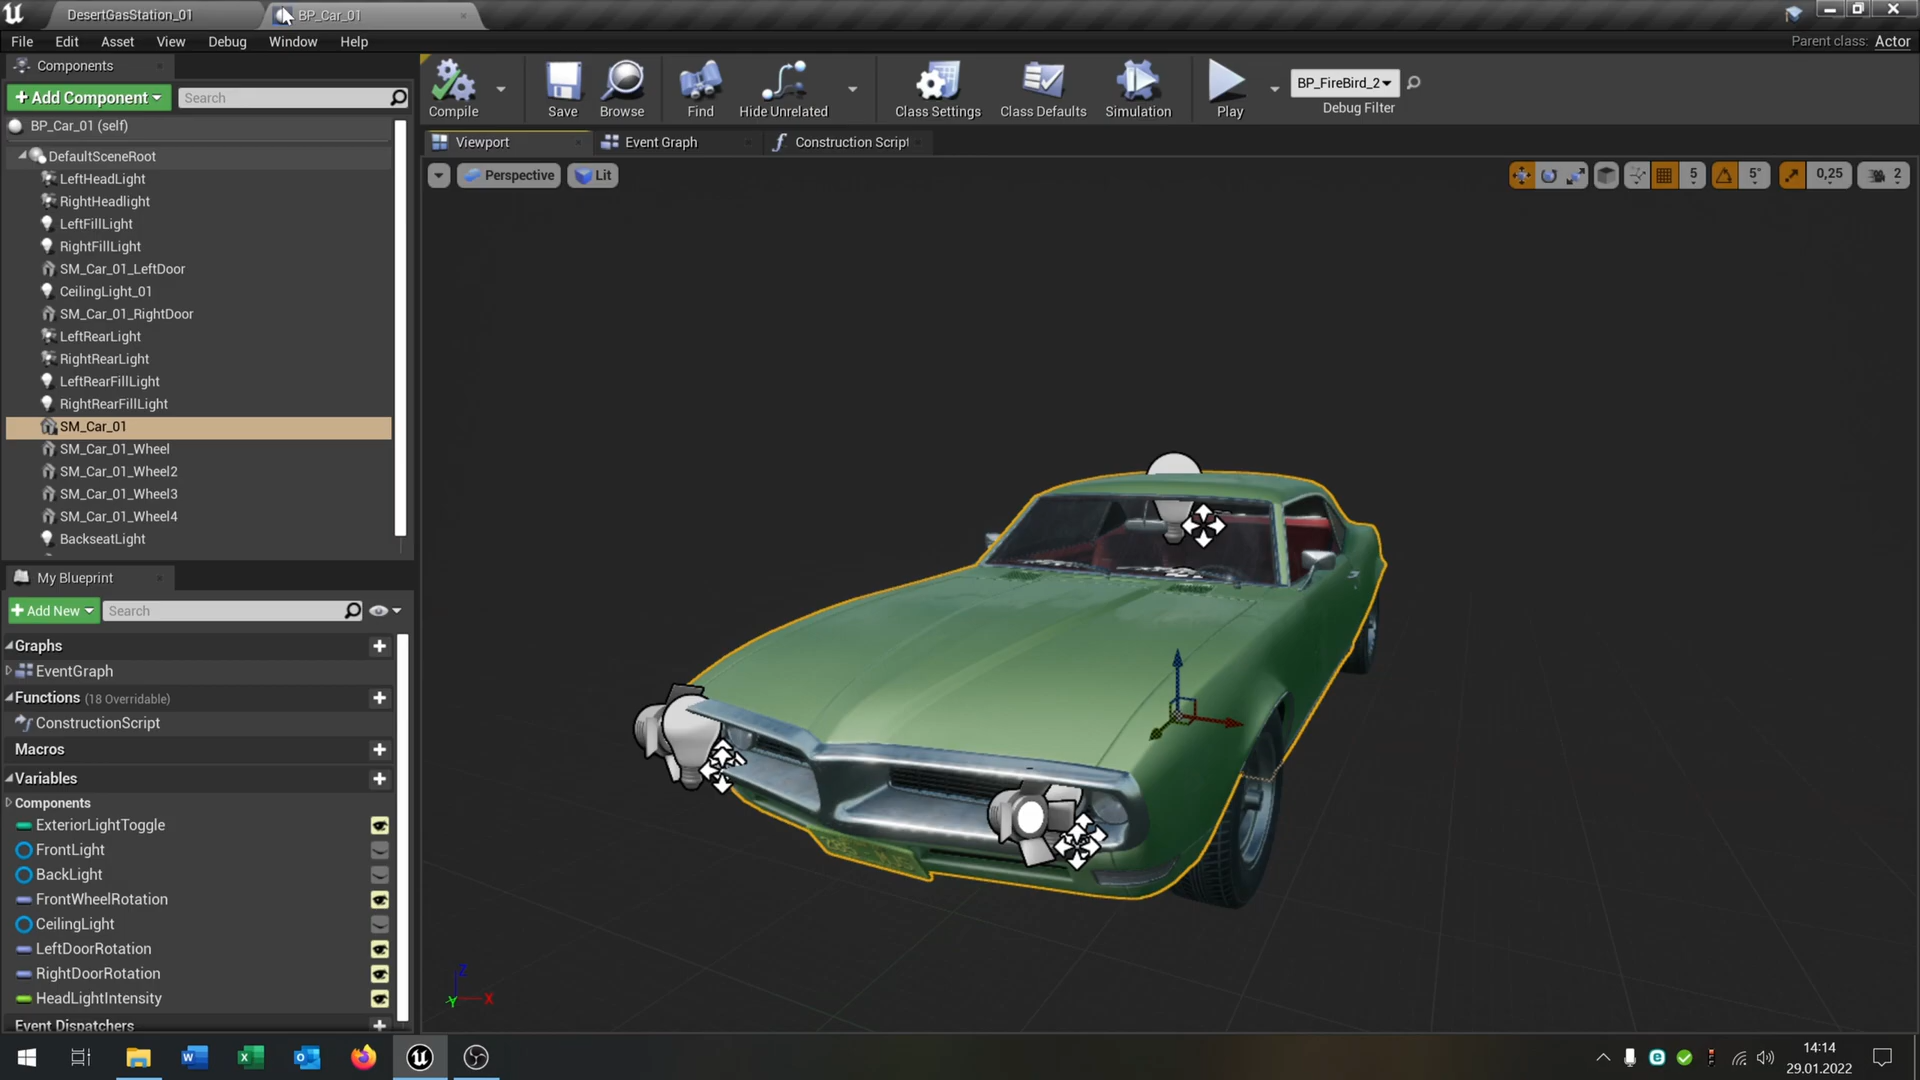 DesertGasStation_01
BP_Car_01
File Edit Asset View Debug Window Help
Parent class: Actor
Components
+ Add Component
Search
BP_Car_01 (self)
DefaultSceneRoot
LeftHeadLight
RightHeadlight
LeftFillLight
RightFillLight
SM_Car_01_LeftDoor
CeilingLight_01
SM_Car_01_RightDoor
LeftRearLight
RightRearLight
LeftRearFillLight
RightRearFillLight
SM_Car_01
SM_Car_01_Wheel
SM_Car_01_Wheel2
SM_Car_01_Wheel3
SM_Car_01_Wheel4
BackseatLight
My Blueprint
+ Add New
Search
Graphs
EventGraph
Functions (18 Overridable)
ConstructionScript
Macros
Variables
Components
ExteriorLightToggle
FrontLight
BackLight
FrontWheelRotation
CeilingLight
LeftDoorRotation
RightDoorRotation
HeadLightIntensity
Event Dispatchers
Compile
Save
Browse
Find
Hide Unrelated
Class Settings
Class Defaults
Simulation
Play
BP_FireBird_2
Debug Filter
Viewport
Event Graph
Construction Script
Perspective
Lit
5
5°
0,25
2
Z
Y
X
14:14
29.01.2022